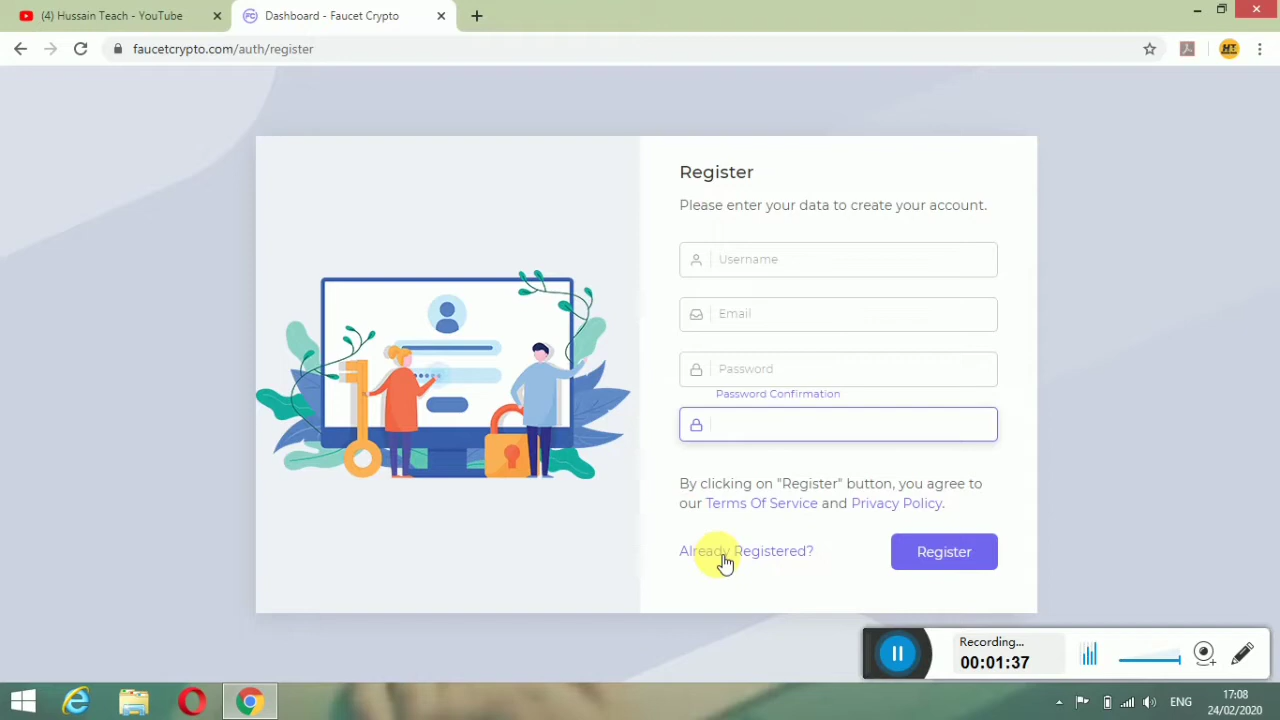 (4) Hussain Teach - YouTube
Dashboard - Faucet Crypto
faucetcrypto.com/auth/register
HT
Register
Please enter your data to create your account.
Username
Email
Password
Password Confirmation
By clicking on "Register" button, you agree to
our Terms Of Service and Privacy Policy.
Already Registered?
Register
Recording...
00:01:37
ENG
17:08
24/02/2020